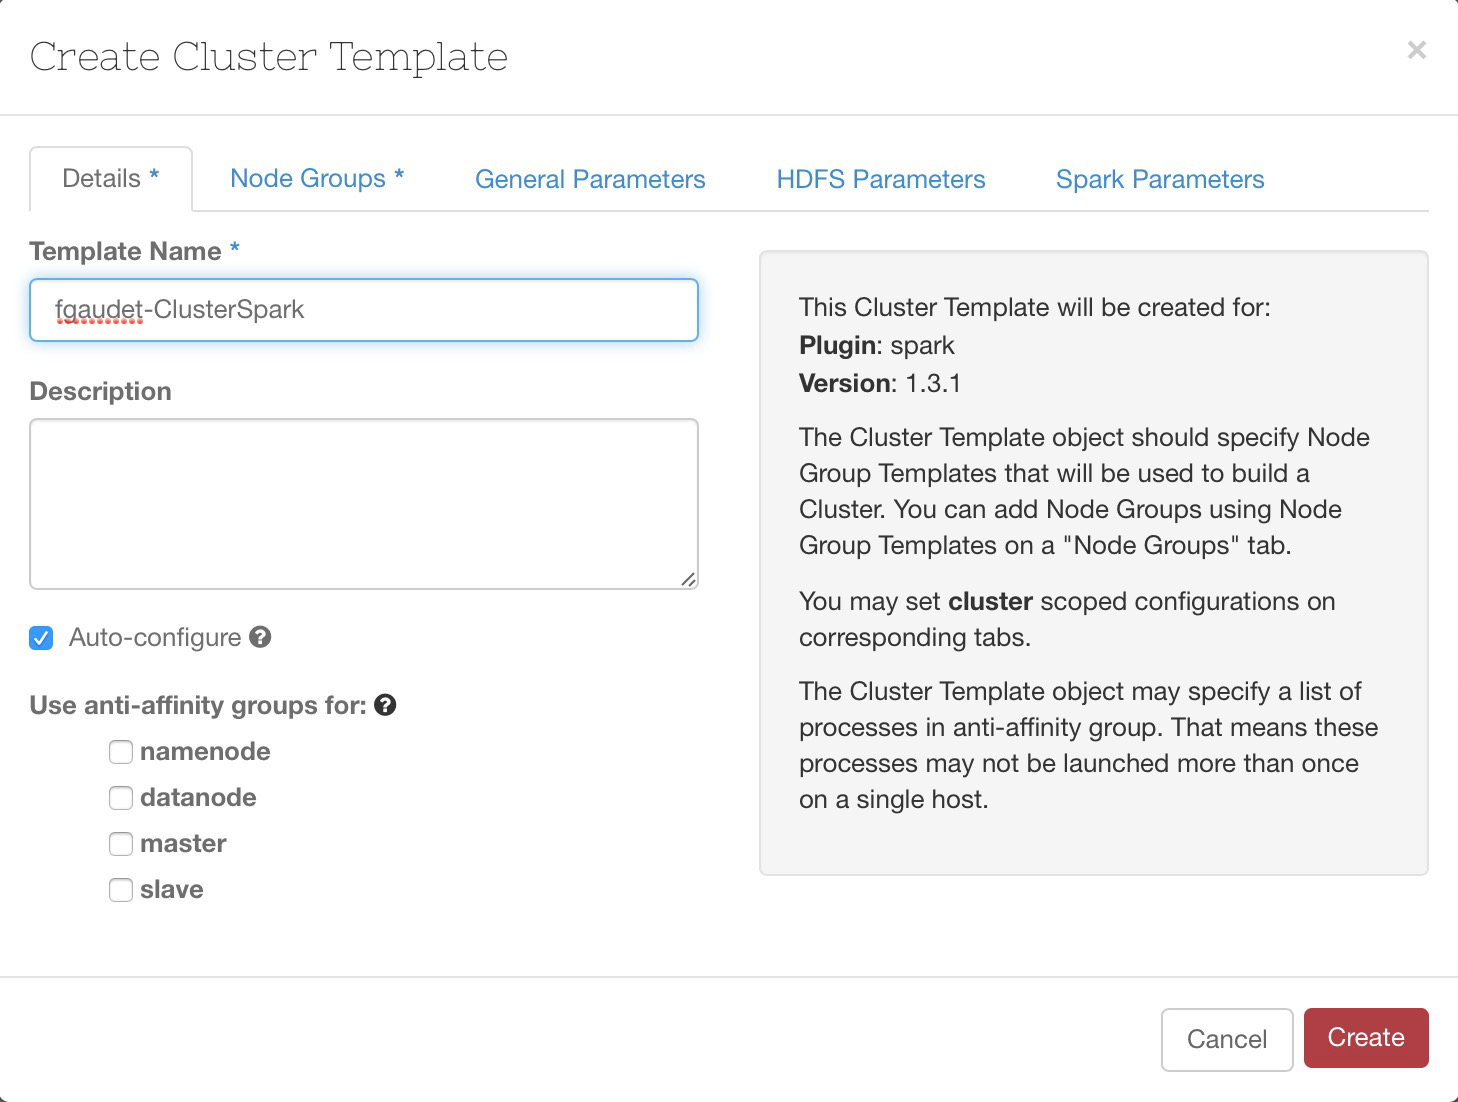 Create Cluster Template
×
Details *
Node Groups *
General Parameters
HDFS Parameters
Spark Parameters
Template Name *
fgaudet-ClusterSpark
Description
Auto-configure ?
Use anti-affinity groups for: ?
namenode
datanode
master
slave
This Cluster Template will be created for:
Plugin: spark
Version: 1.3.1
The Cluster Template object should specify Node
Group Templates that will be used to build a
Cluster. You can add Node Groups using Node
Group Templates on a "Node Groups" tab.
You may set cluster scoped configurations on
corresponding tabs.
The Cluster Template object may specify a list of
processes in anti-affinity group. That means these
processes may not be launched more than once
on a single host.
Cancel
Create